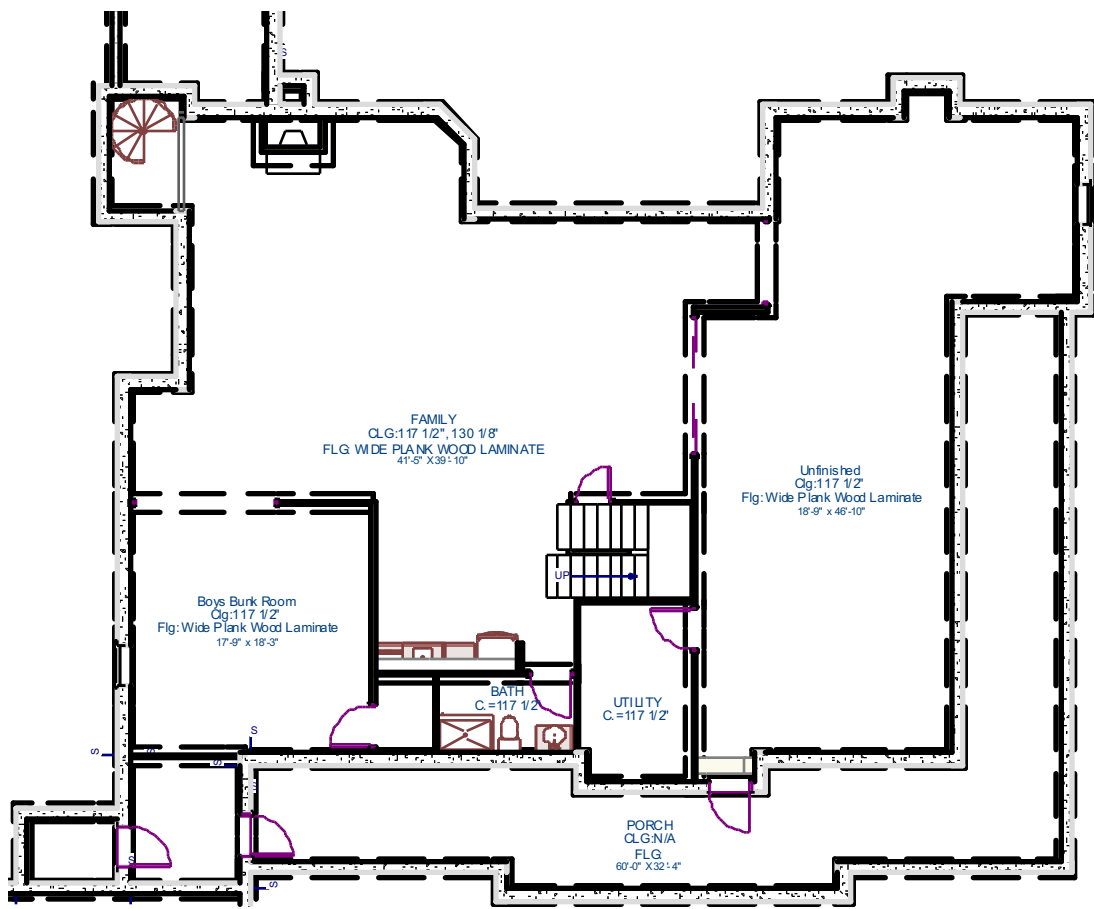 S
FAMILY
CLG:117 1/2", 130 1/8"
FLG: WIDE PLANK WOOD LAMINATE
41'-5" X 39'-10"
Unfinished
Clg:117 1/2"
Flg: Wide Plank Wood Laminate
18'-9" x 46'-10"
UP
Boys Bunk Room
Clg:117 1/2"
Flg: Wide Plank Wood Laminate
17'-9" x 18'-3"
BATH
C.=117 1/2"
UTILITY
C.=117 1/2"
S
S
S
S
PORCH
CLG:N/A
FLG:
60'-0" X 32'-4"
S
S
S